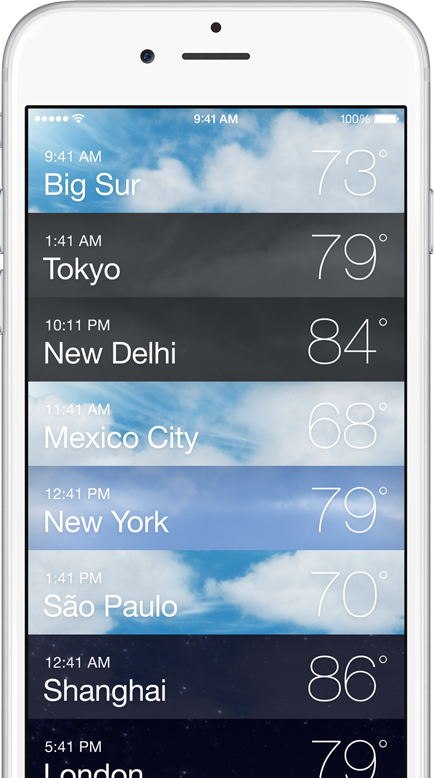 9:41 AM 100%
9:41 AM
Big Sur 73°
1:41 AM
Tokyo 79°
10:11 PM
New Delhi 84°
11:41 AM
Mexico City 68°
12:41 PM
New York 79°
1:41 PM
São Paulo 70°
12:41 AM
Shanghai 86°
5:41 PM
London 79°